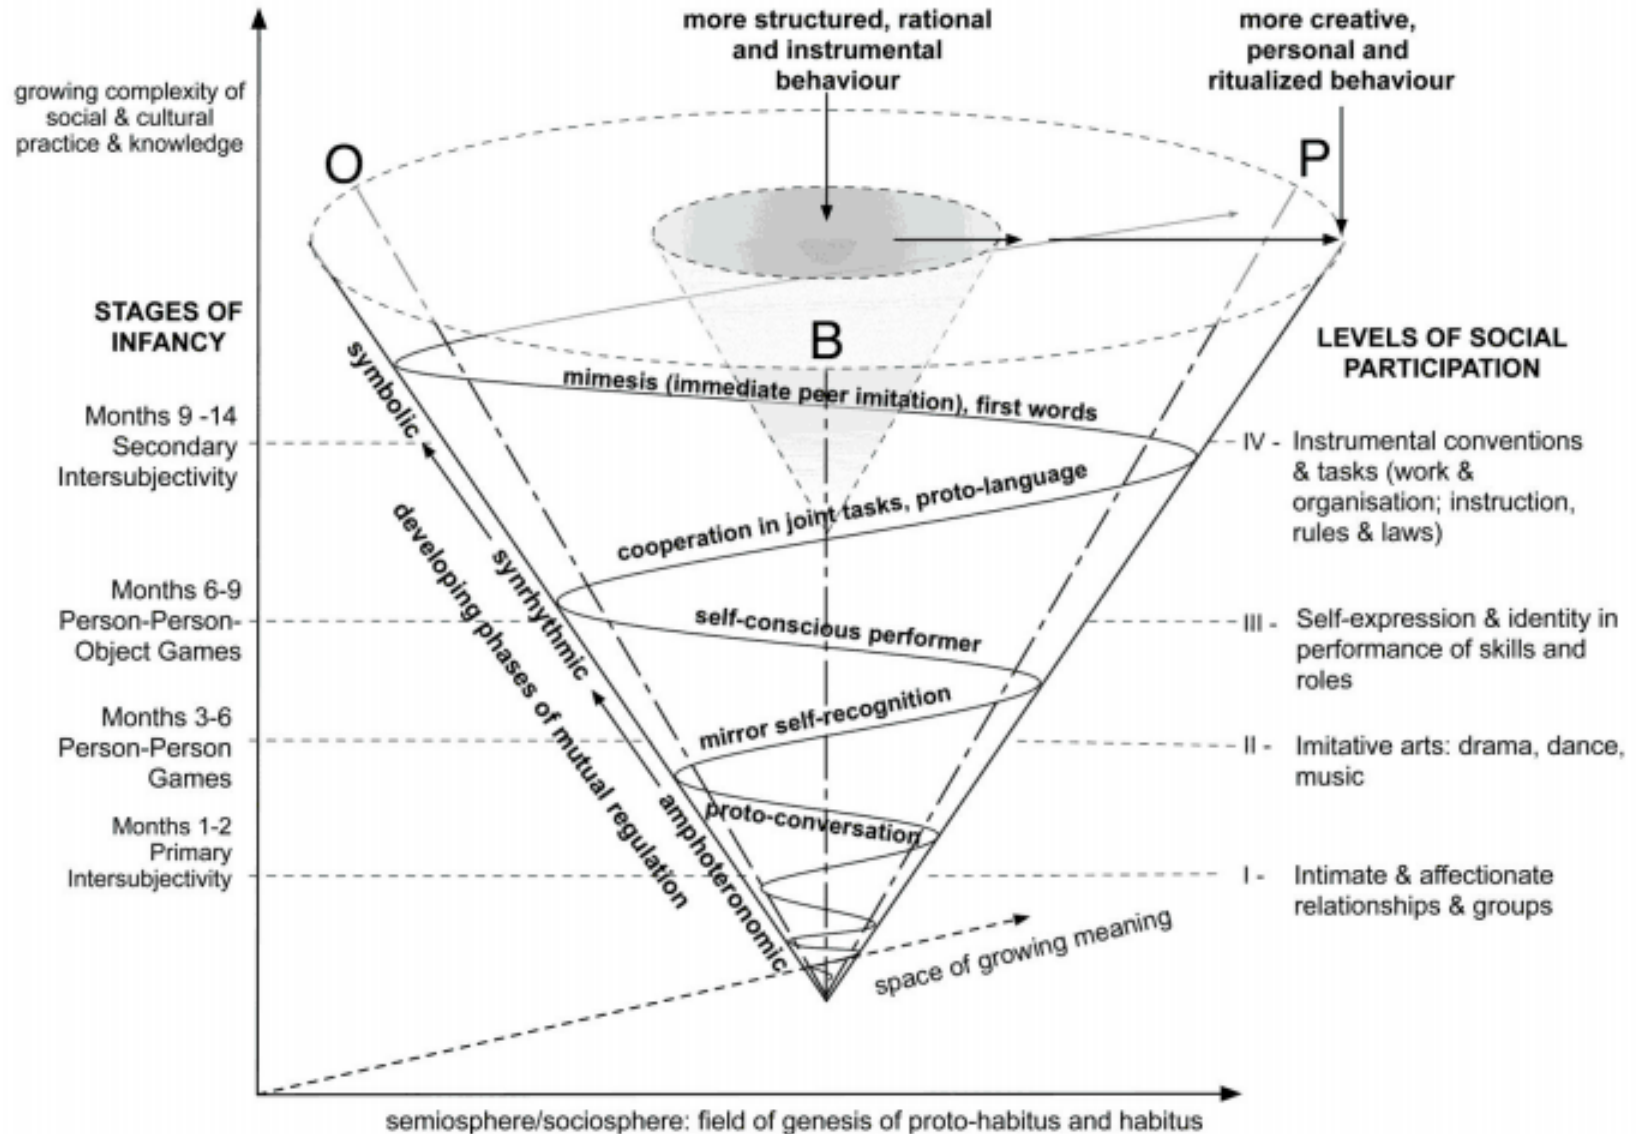 more structured, rational
and instrumental
behaviour
more creative,
personal and
ritualized behaviour
growing complexity of
social & cultural
practice & knowledge
O
P
B
STAGES OF
INFANCY
Months 9 -14
Secondary
Intersubjectivity
Months 6-9
Person-Person-
Object Games
Months 3-6
Person-Person
Games
Months 1-2
Primary
Intersubjectivity
symbolic
synrhythmic
amphoteronomic
developing phases of mutual regulation
mimesis (immediate peer imitation), first words
cooperation in joint tasks, proto-language
self-conscious performer
mirror self-recognition
proto-conversation
LEVELS OF SOCIAL
PARTICIPATION
IV - Instrumental conventions
& tasks (work &
organisation; instruction,
rules & laws)
III - Self-expression & identity in
performance of skills and
roles
II - Imitative arts: drama, dance,
music
I - Intimate & affectionate
relationships & groups
space of growing meaning
semiosphere/sociosphere: field of genesis of proto-habitus and habitus